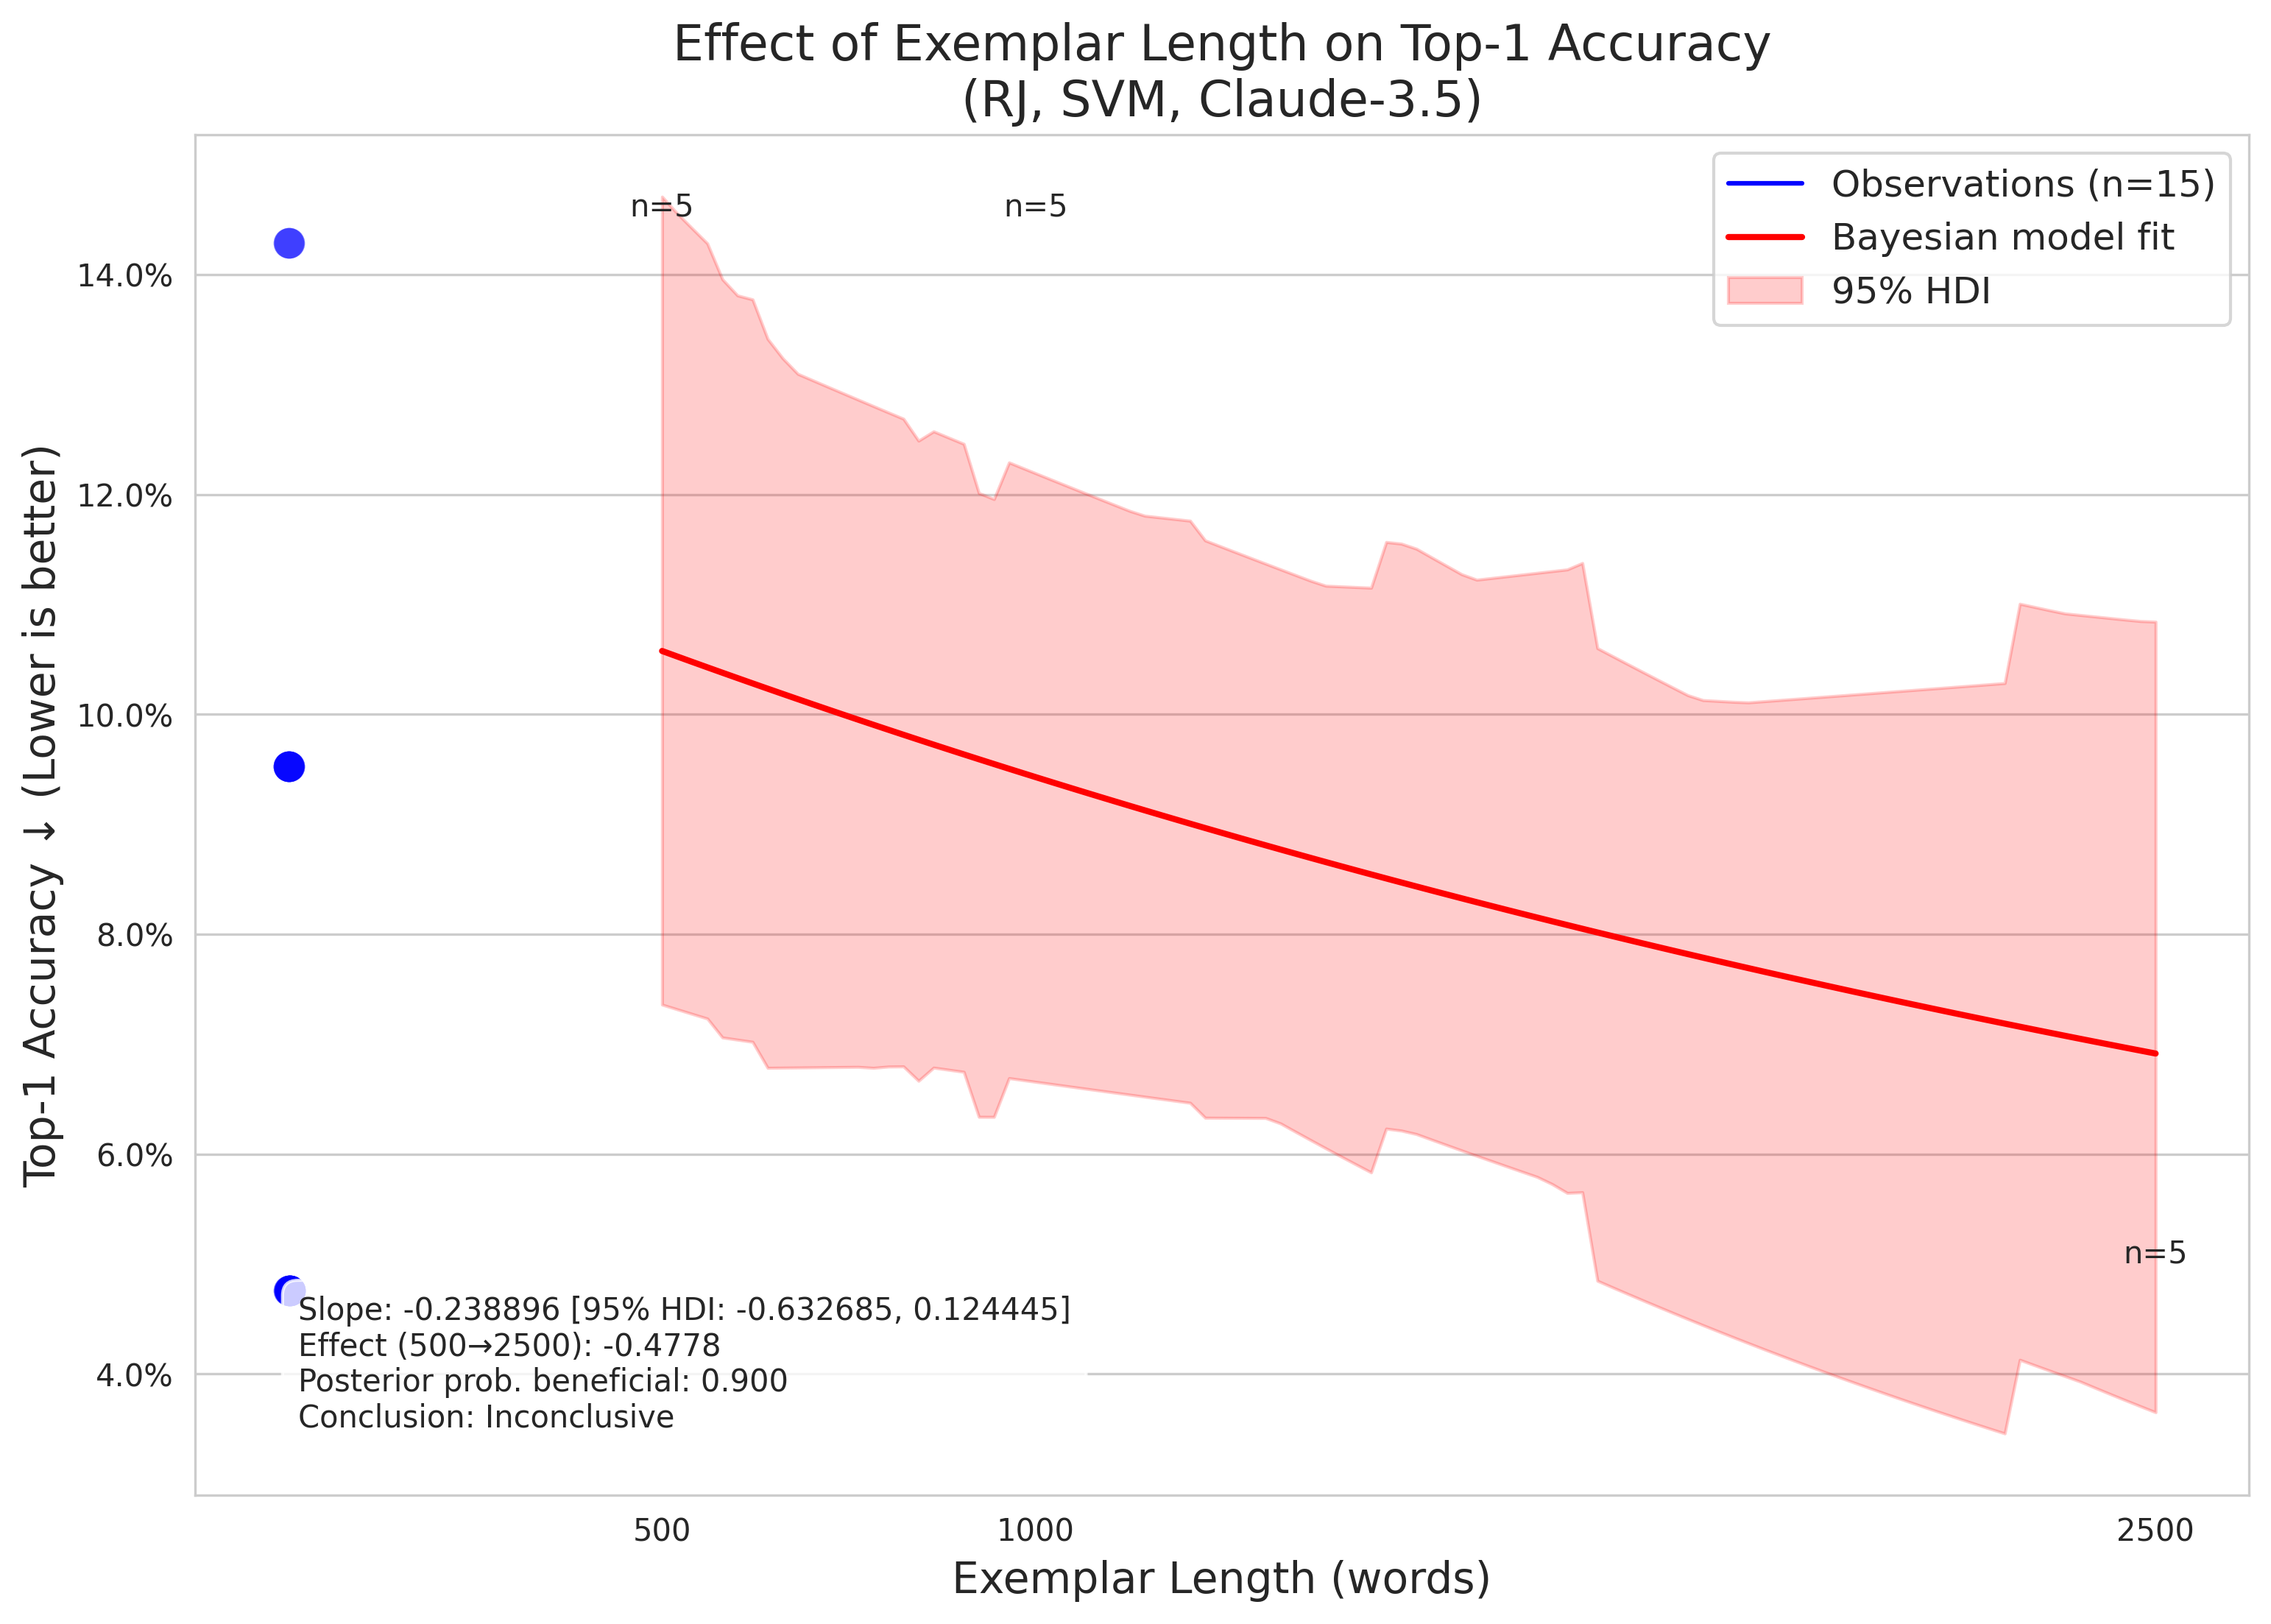 Effect of Exemplar Length on Top-1 Accuracy
(RJ, SVM, Claude-3.5)
Observations (n=15)
Bayesian model fit
95% HDI
n=5
n=5
n=5
Top-1 Accuracy ↓ (Lower is better)
14.0%
12.0%
10.0%
8.0%
6.0%
4.0%
Slope: -0.238896 [95% HDI: -0.632685, 0.124445]
Effect (500→2500): -0.4778
Posterior prob. beneficial: 0.900
Conclusion: Inconclusive
500
1000
2500
Exemplar Length (words)